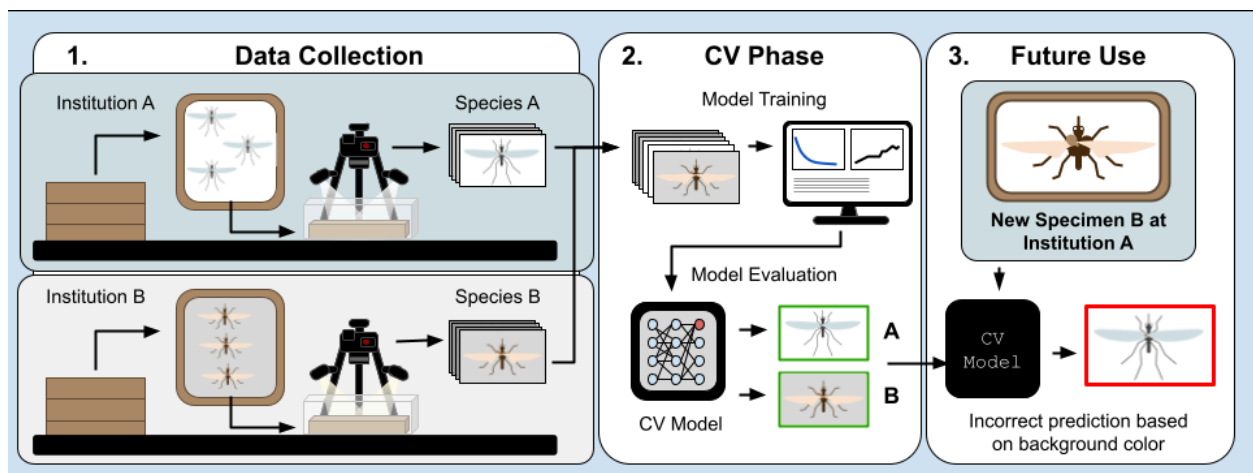 1. Data Collection
Institution A
Species A
Institution B
Species B
2. CV Phase
Model Training
Model Evaluation
A
B
CV Model
3. Future Use
New Specimen B at
Institution A
CV
Model
Incorrect prediction based
on background color